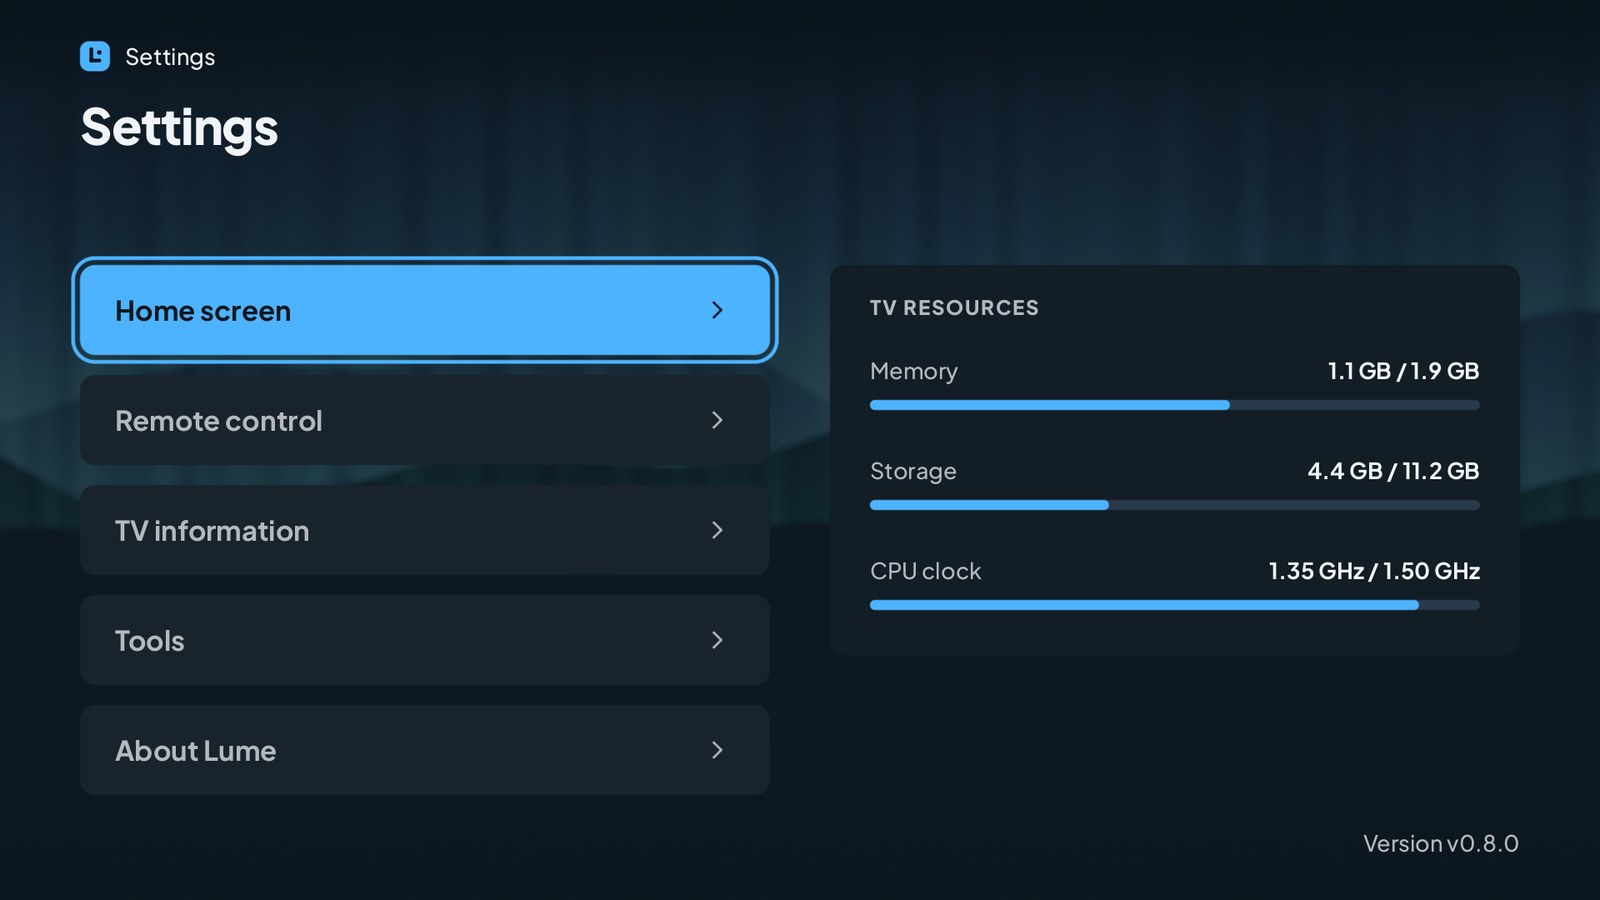 Settings
Settings
Home screen
Remote control
TV information
Tools
About Lume
TV RESOURCES
Memory 1.1 GB / 1.9 GB
Storage 4.4 GB / 11.2 GB
CPU clock 1.35 GHz / 1.50 GHz
Version v0.8.0